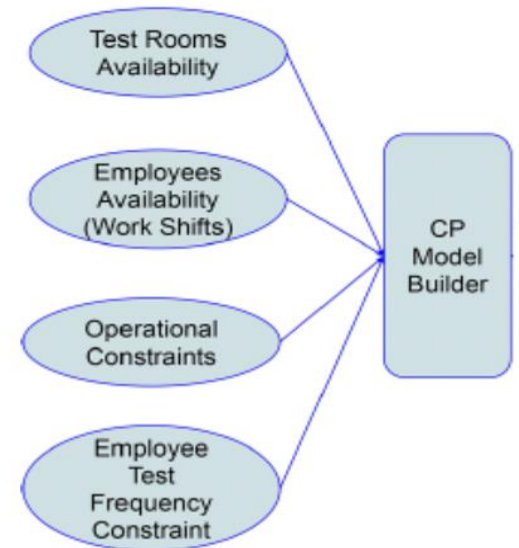 Test Rooms
Availability
Employees
Availability
(Work Shifts)
Operational
Constraints
Employee
Test
Frequency
Constraint
CP
Model
Builder